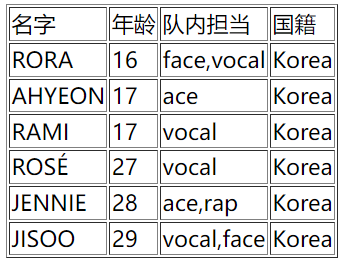 名字 年龄 队内担当 国籍
RORA 16 face,vocal Korea
AHYEON 17 ace Korea
RAMI 17 vocal Korea
ROSÉ 27 vocal Korea
JENNIE 28 ace,rap Korea
JISOO 29 vocal,face Korea